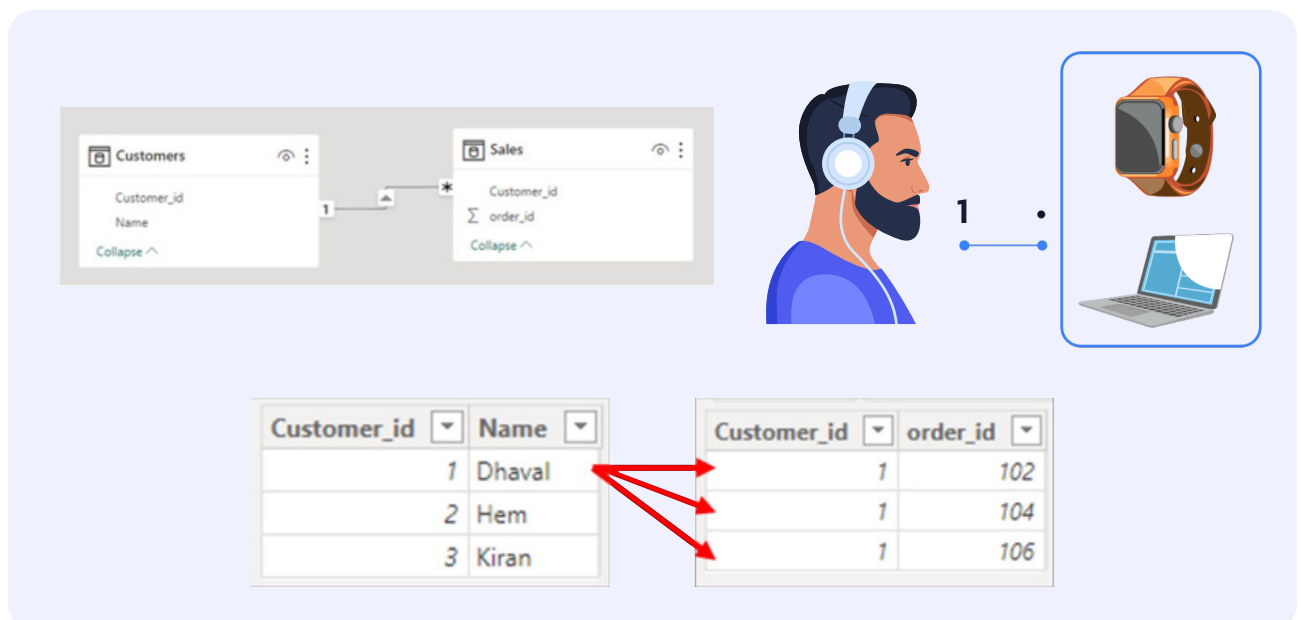 Customers
Customer_id
Name
Collapse
1
*
Sales
Customer_id
Σ order_id
Collapse
1 •
Customer_id Name
1 Dhaval
2 Hem
3 Kiran
Customer_id order_id
1 102
1 104
1 106